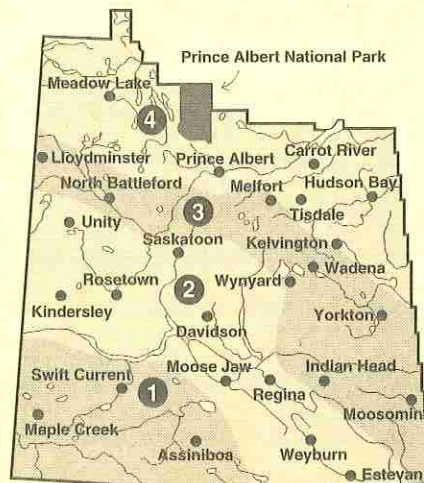 Prince Albert National Park
Meadow Lake
4
Lloydminster
Prince Albert
Carrot River
North Battleford
Melfort
Hudson Bay
3
Tisdale
Unity
Saskatoon
Kelvington
Wadena
Rosetown
2
Wynyard
Kindersley
Yorkton
Davidson
Swift Current
1
Moose Jaw
Indian Head
Regina
Moosomin
Maple Creek
Assiniboa
Weyburn
Estevan